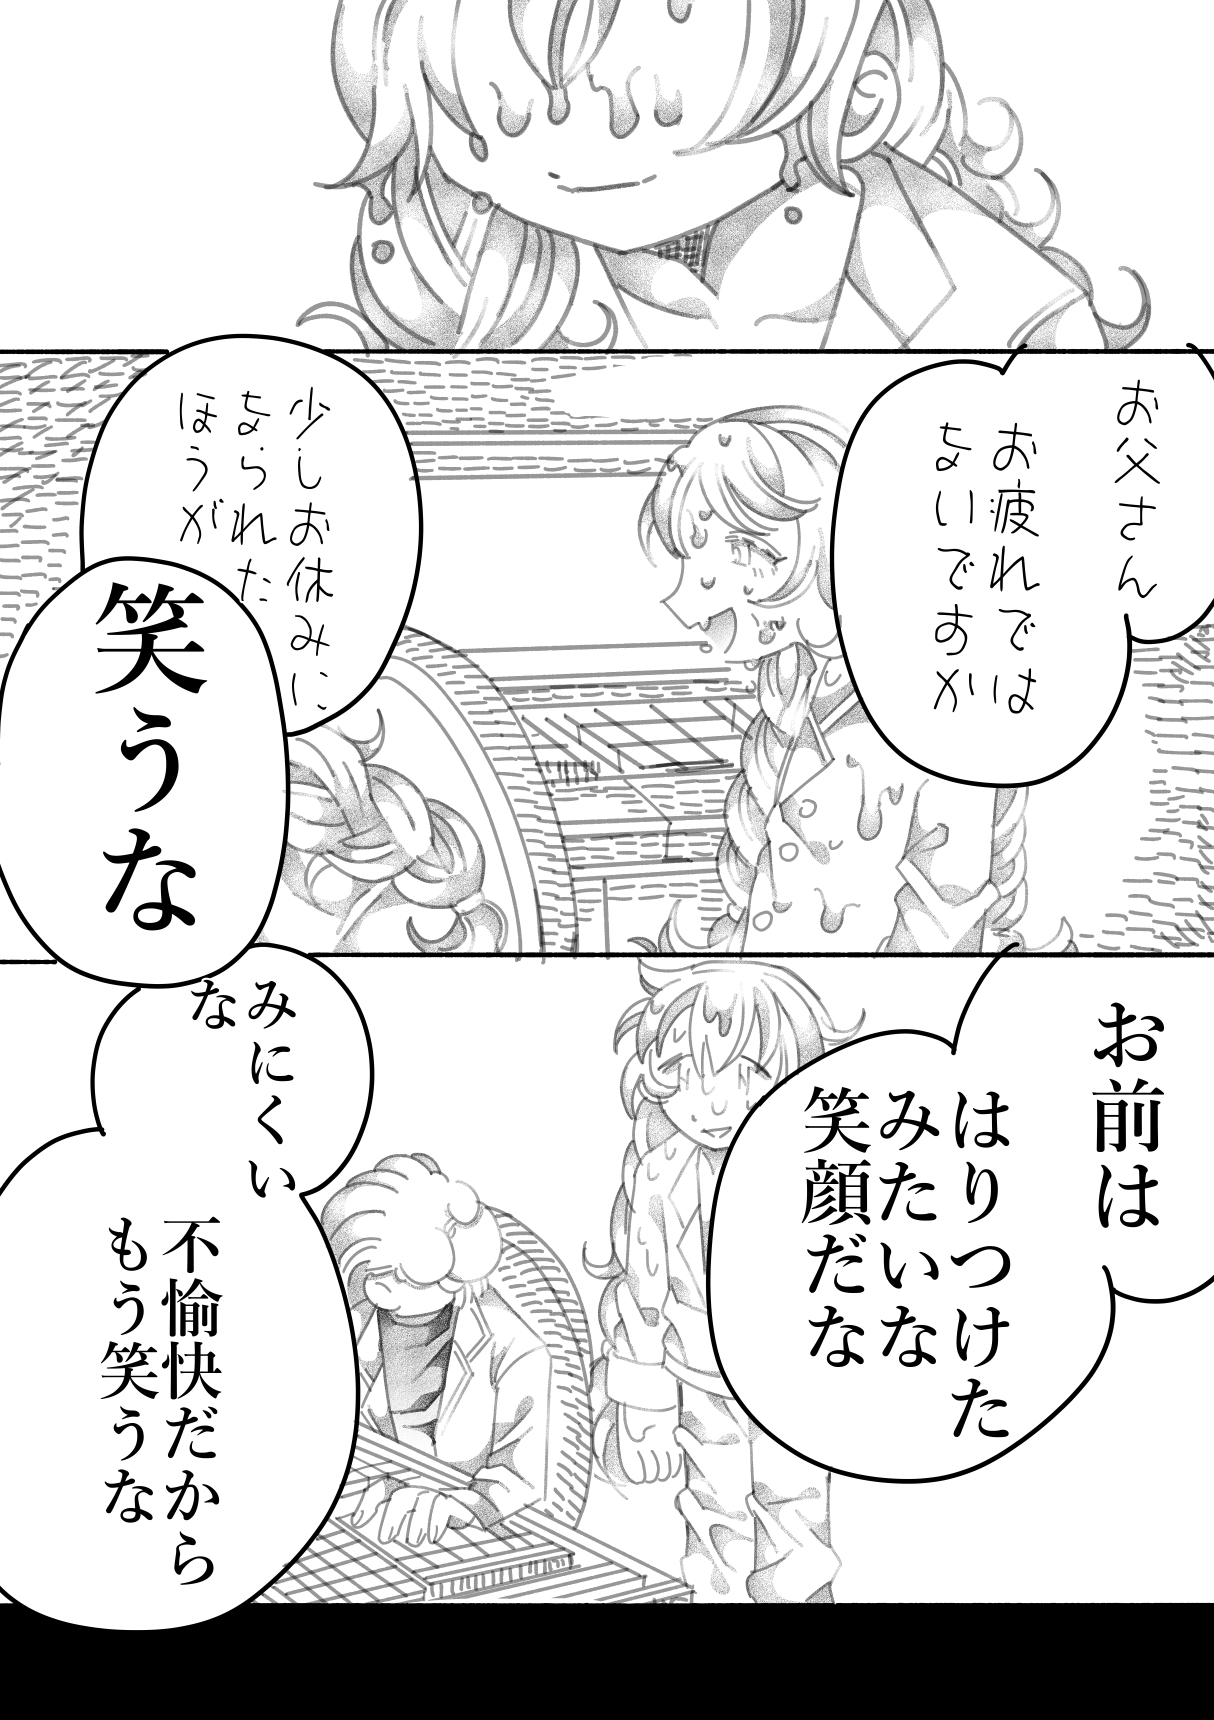 お父さん
お疲れでは
ないですか
少しお休みに
なられた
ほうが
笑うな
お前は
はりつけた
みたいな
笑顔だな
みにくい
な
不愉快だから
もう笑うな